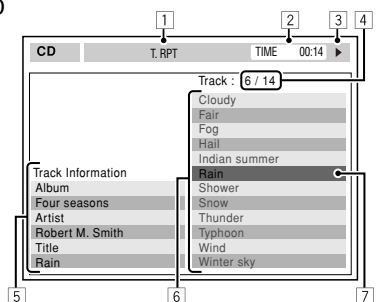 1 2 3 4
CD T. RPT TIME 00:14
Track : 6 / 14
Cloudy
Fair
Fog
Hail
Indian summer
Rain
Shower
Snow
Thunder
Typhoon
Wind
Winter sky
Track Information
Album
Four seasons
Artist
Robert M. Smith
Title
Rain
5 6 7